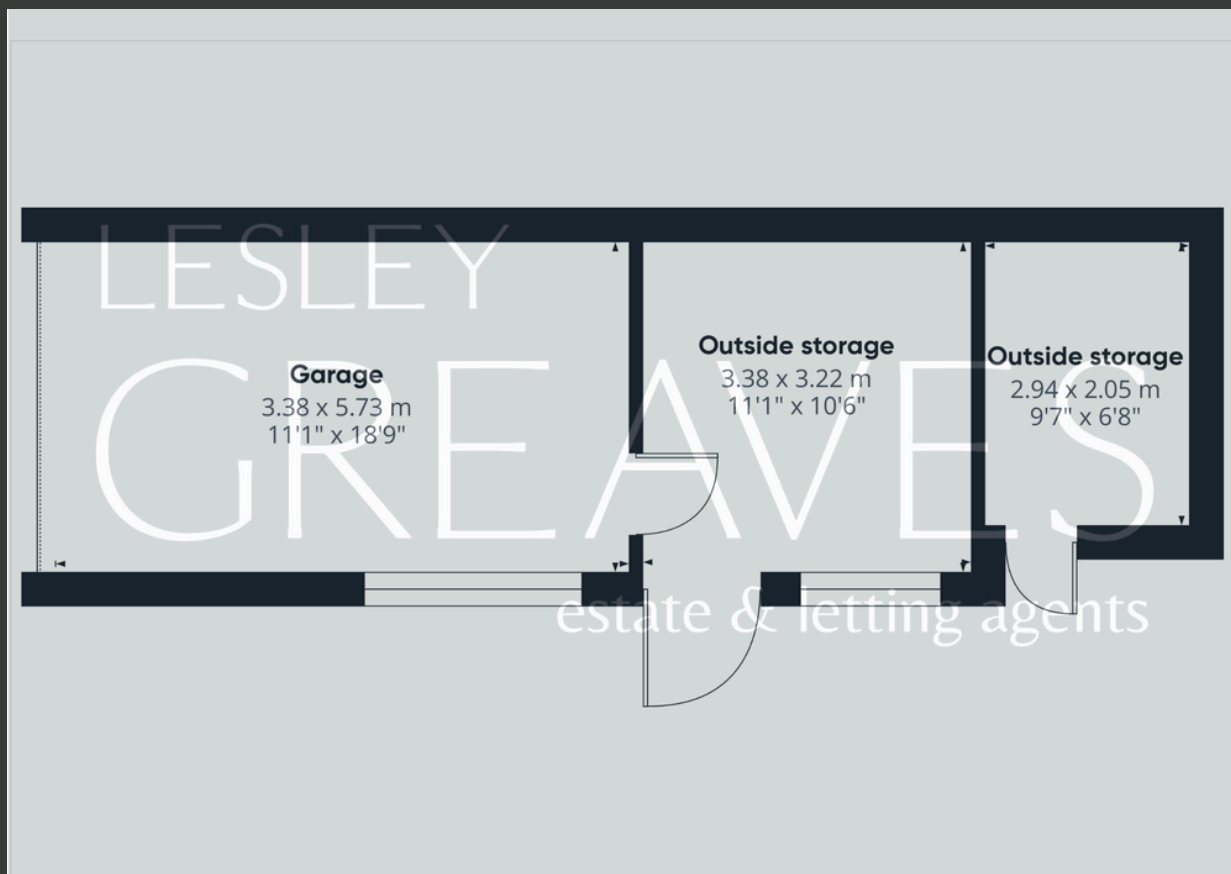 LESLEY
GREAVES
estate & letting agents
Garage
3.38 x 5.73 m
11'1" x 18'9"
Outside storage
3.38 x 3.22 m
11'1" x 10'6"
Outside storage
2.94 x 2.05 m
9'7" x 6'8"